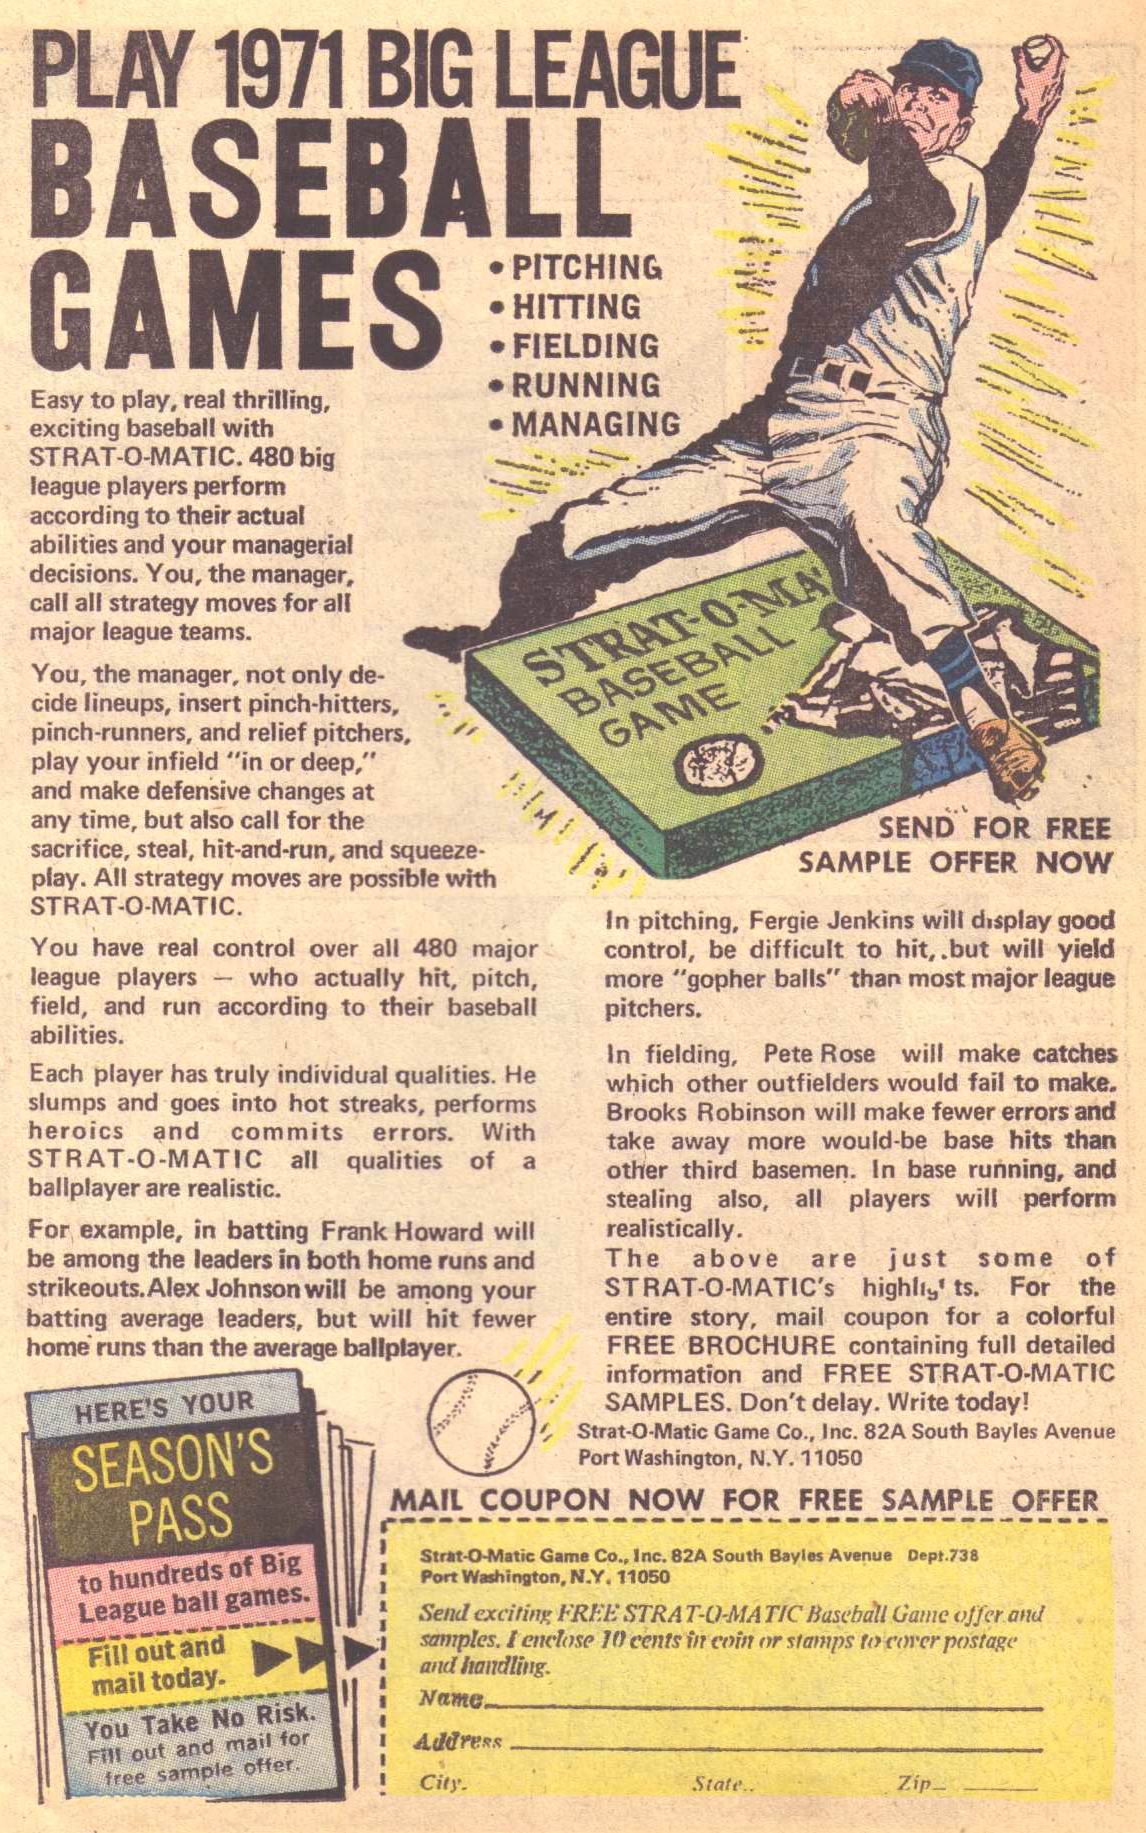 PLAY 1971 BIG LEAGUE
BASEBALL
GAMES
• PITCHING
• HITTING
• FIELDING
• RUNNING
• MANAGING
Easy to play, real thrilling,
exciting baseball with
STRAT-O-MATIC. 480 big
league players perform
according to their actual
abilities and your managerial
decisions. You, the manager,
call all strategy moves for all
major league teams.
You, the manager, not only de-
cide lineups, insert pinch-hitters,
pinch-runners, and relief pitchers,
play your infield "in or deep,"
and make defensive changes at
any time, but also call for the
sacrifice, steal, hit-and-run, and squeeze-
play. All strategy moves are possible with
STRAT-O-MATIC.
You have real control over all 480 major
league players — who actually hit, pitch,
field, and run according to their baseball
abilities.
Each player has truly individual qualities. He
slumps and goes into hot streaks, performs
heroics and commits errors. With
STRAT-O-MATIC all qualities of a
ballplayer are realistic.
For example, in batting Frank Howard will
be among the leaders in both home runs and
strikeouts. Alex Johnson will be among your
batting average leaders, but will hit fewer
home runs than the average ballplayer.
STRAT-O-MAT
BASEBALL
GAME
SEND FOR FREE
SAMPLE OFFER NOW
In pitching, Fergie Jenkins will display good
control, be difficult to hit, .but will yield
more "gopher balls" than most major league
pitchers.
In fielding, Pete Rose will make catches
which other outfielders would fail to make.
Brooks Robinson will make fewer errors and
take away more would-be base hits than
other third basemen. In base running, and
stealing also, all players will perform
realistically.
The above are just some of
STRAT-O-MATIC's highlights. For the
entire story, mail coupon for a colorful
FREE BROCHURE containing full detailed
information and FREE STRAT-O-MATIC
SAMPLES. Don't delay. Write today!
Strat-O-Matic Game Co., Inc. 82A South Bayles Avenue
Port Washington, N.Y. 11050
HERE'S YOUR
SEASON'S
PASS
to hundreds of Big
League ball games.
Fill out and
mail today.
You Take No Risk.
Fill out and mail for
free sample offer.
MAIL COUPON NOW FOR FREE SAMPLE OFFER
Strat-O-Matic Game Co., Inc. 82A South Bayles Avenue Dept.738
Port Washington, N.Y. 11050
Send exciting FREE STRAT-O-MATIC Baseball Game offer and
samples. I enclose 10 cents in coin or stamps to cover postage
and handling.
Name
Address
City. State.. Zip